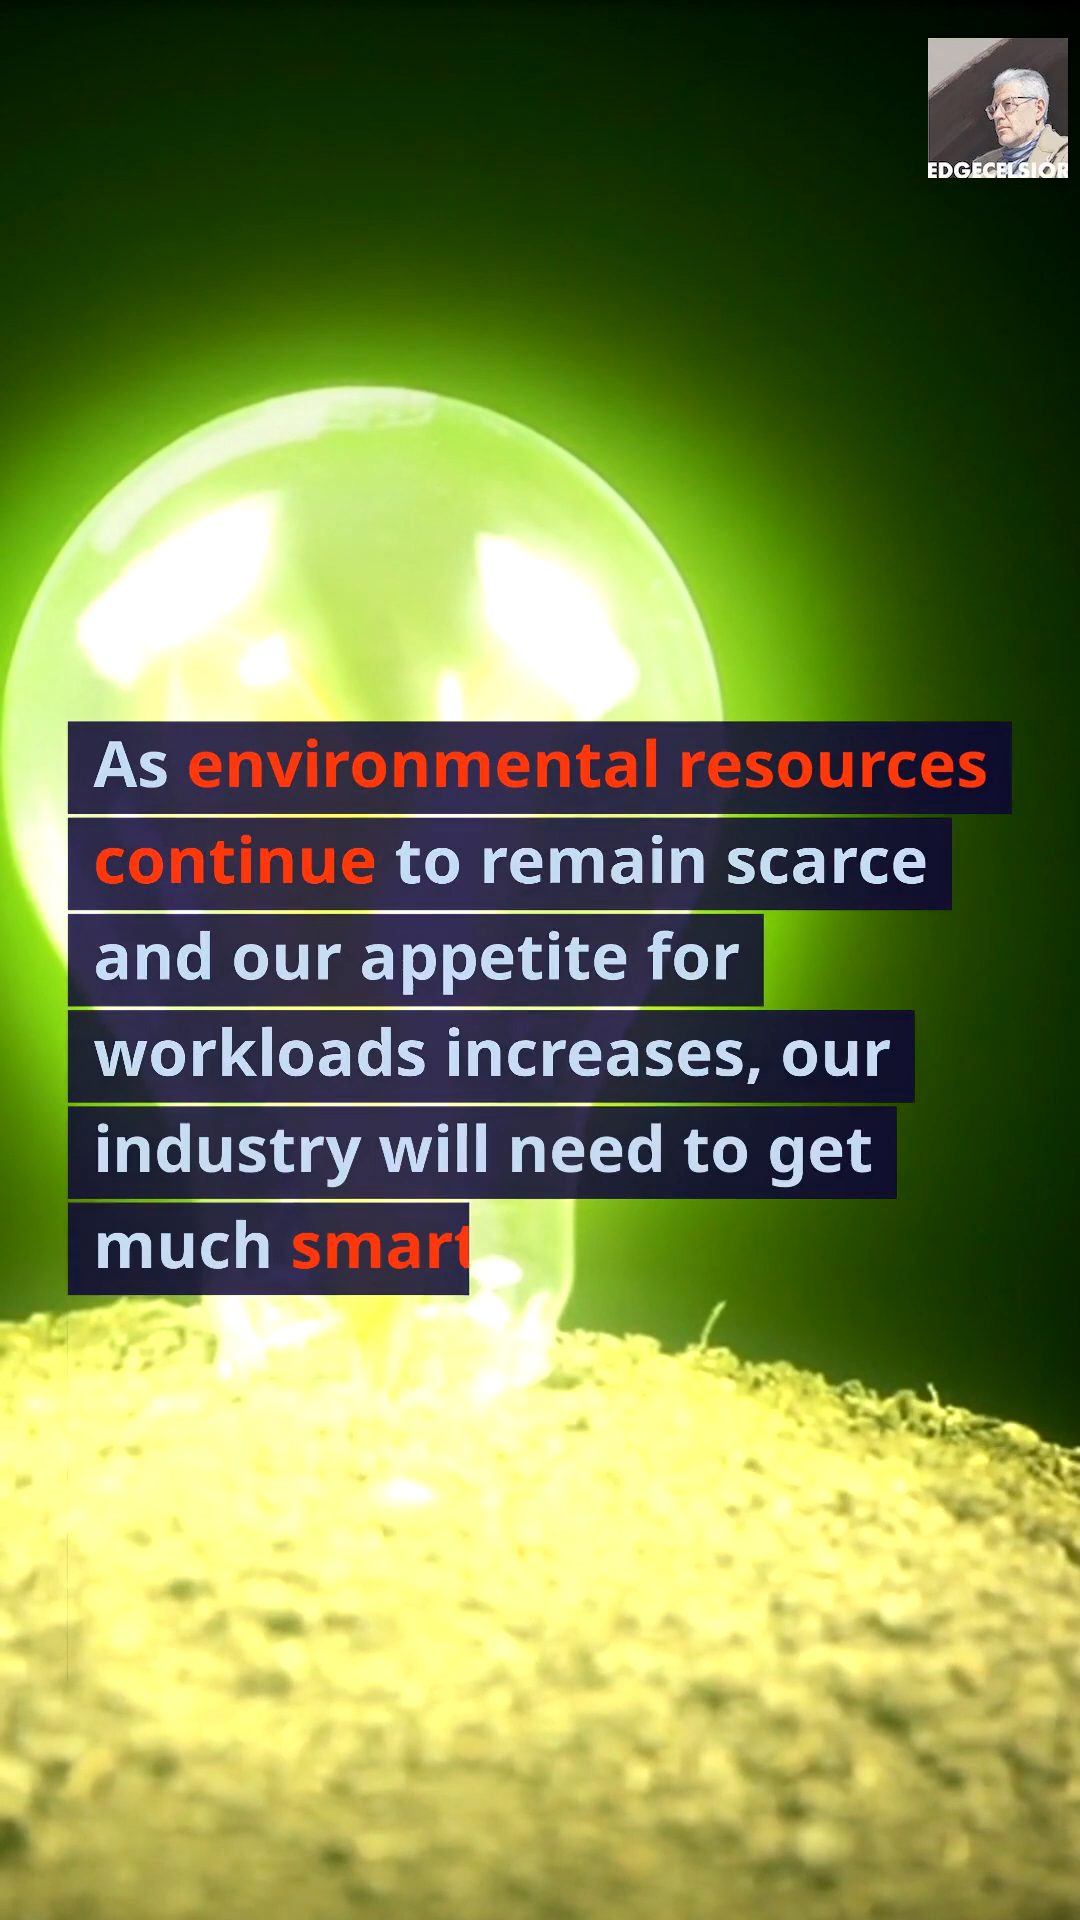 EDGECELSIOR
As environmental resources
continue to remain scarce
and our appetite for
workloads increases, our
industry will need to get
much smart